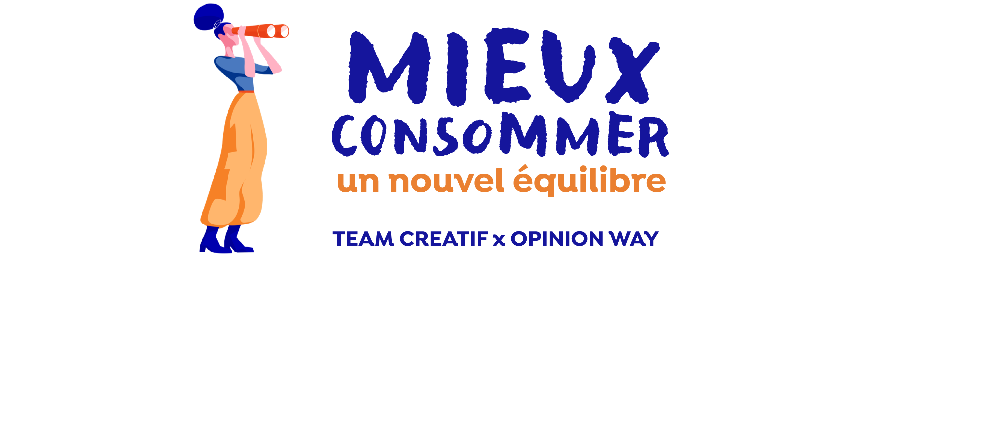 MIEUX
CONSOMMER
un nouvel équilibre
TEAM CREATIF x OPINION WAY